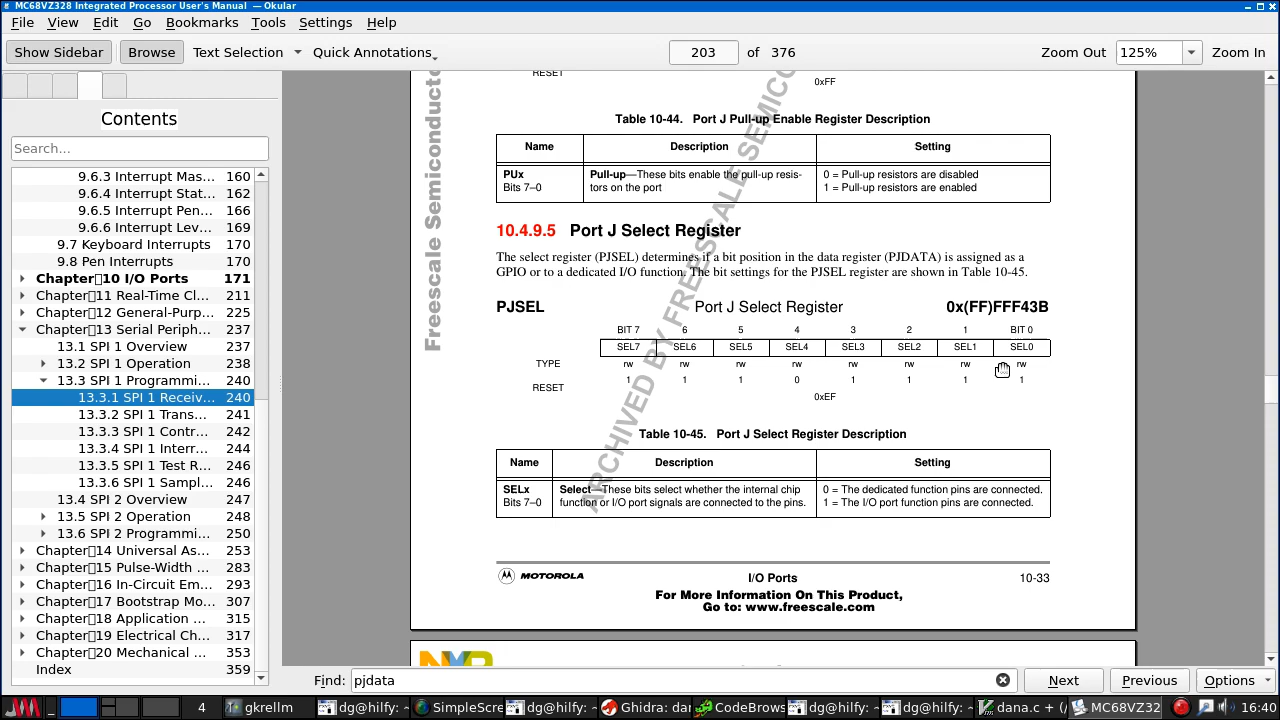 MC68VZ328 Integrated Processor User's Manual — Okular
File View Edit Go Bookmarks Tools Settings Help
Show Sidebar Browse Text Selection Quick Annotations 203 of 376 Zoom Out 125% Zoom In
Contents
Search...
9.6.3 Interrupt Mas... 160
9.6.4 Interrupt Stat... 162
9.6.5 Interrupt Pen... 166
9.6.6 Interrupt Lev... 169
9.7 Keyboard Interrupts 170
9.8 Pen Interrupts 170
Chapter 10 I/O Ports 171
Chapter 11 Real-Time Cl... 211
Chapter 12 General-Purp... 225
Chapter 13 Serial Periph... 237
13.1 SPI 1 Overview 237
13.2 SPI 1 Operation 238
13.3 SPI 1 Programmi... 240
13.3.1 SPI 1 Receiv... 240
13.3.2 SPI 1 Trans... 241
13.3.3 SPI 1 Contr... 242
13.3.4 SPI 1 Interr... 244
13.3.5 SPI 1 Test R... 246
13.3.6 SPI 1 Sampl... 246
13.4 SPI 2 Overview 247
13.5 SPI 2 Operation 248
13.6 SPI 2 Programmi... 250
Chapter 14 Universal As... 253
Chapter 15 Pulse-Width ... 283
Chapter 16 In-Circuit Em... 293
Chapter 17 Bootstrap Mo... 307
Chapter 18 Application ... 315
Chapter 19 Electrical Ch... 317
Chapter 20 Mechanical ... 353
Index 359
Freescale Semiconducto
ARCHIVED BY FREESCALE SEMICO
RESET
0xFF
Table 10-44. Port J Pull-up Enable Register Description
Name Description Setting
PUx Pull-up—These bits enable the pull-up resis- 0 = Pull-up resistors are disabled
Bits 7–0 tors on the port 1 = Pull-up resistors are enabled
10.4.9.5 Port J Select Register
The select register (PJSEL) determines if a bit position in the data register (PJDATA) is assigned as a
GPIO or to a dedicated I/O function. The bit settings for the PJSEL register are shown in Table 10-45.
PJSEL Port J Select Register 0x(FF)FFF43B
BIT 7 6 5 4 3 2 1 BIT 0
SEL7 SEL6 SEL5 SEL4 SEL3 SEL2 SEL1 SEL0
TYPE rw rw rw rw rw rw rw rw
RESET 1 1 1 0 1 1 1 1
0xEF
Table 10-45. Port J Select Register Description
Name Description Setting
SELx Select—These bits select whether the internal chip 0 = The dedicated function pins are connected.
Bits 7–0 function or I/O port signals are connected to the pins. 1 = The I/O port function pins are connected.
MOTOROLA I/O Ports 10-33
For More Information On This Product,
Go to: www.freescale.com
NXP
Find: pjdata Next Previous Options
4 gkrellm dg@hilfy: ~ SimpleScre dg@hilfy: ~ Ghidra: dar CodeBrows dg@hilfy: ~ dg@hilfy: ~ dana.c + (~/ MC68VZ32 16:40